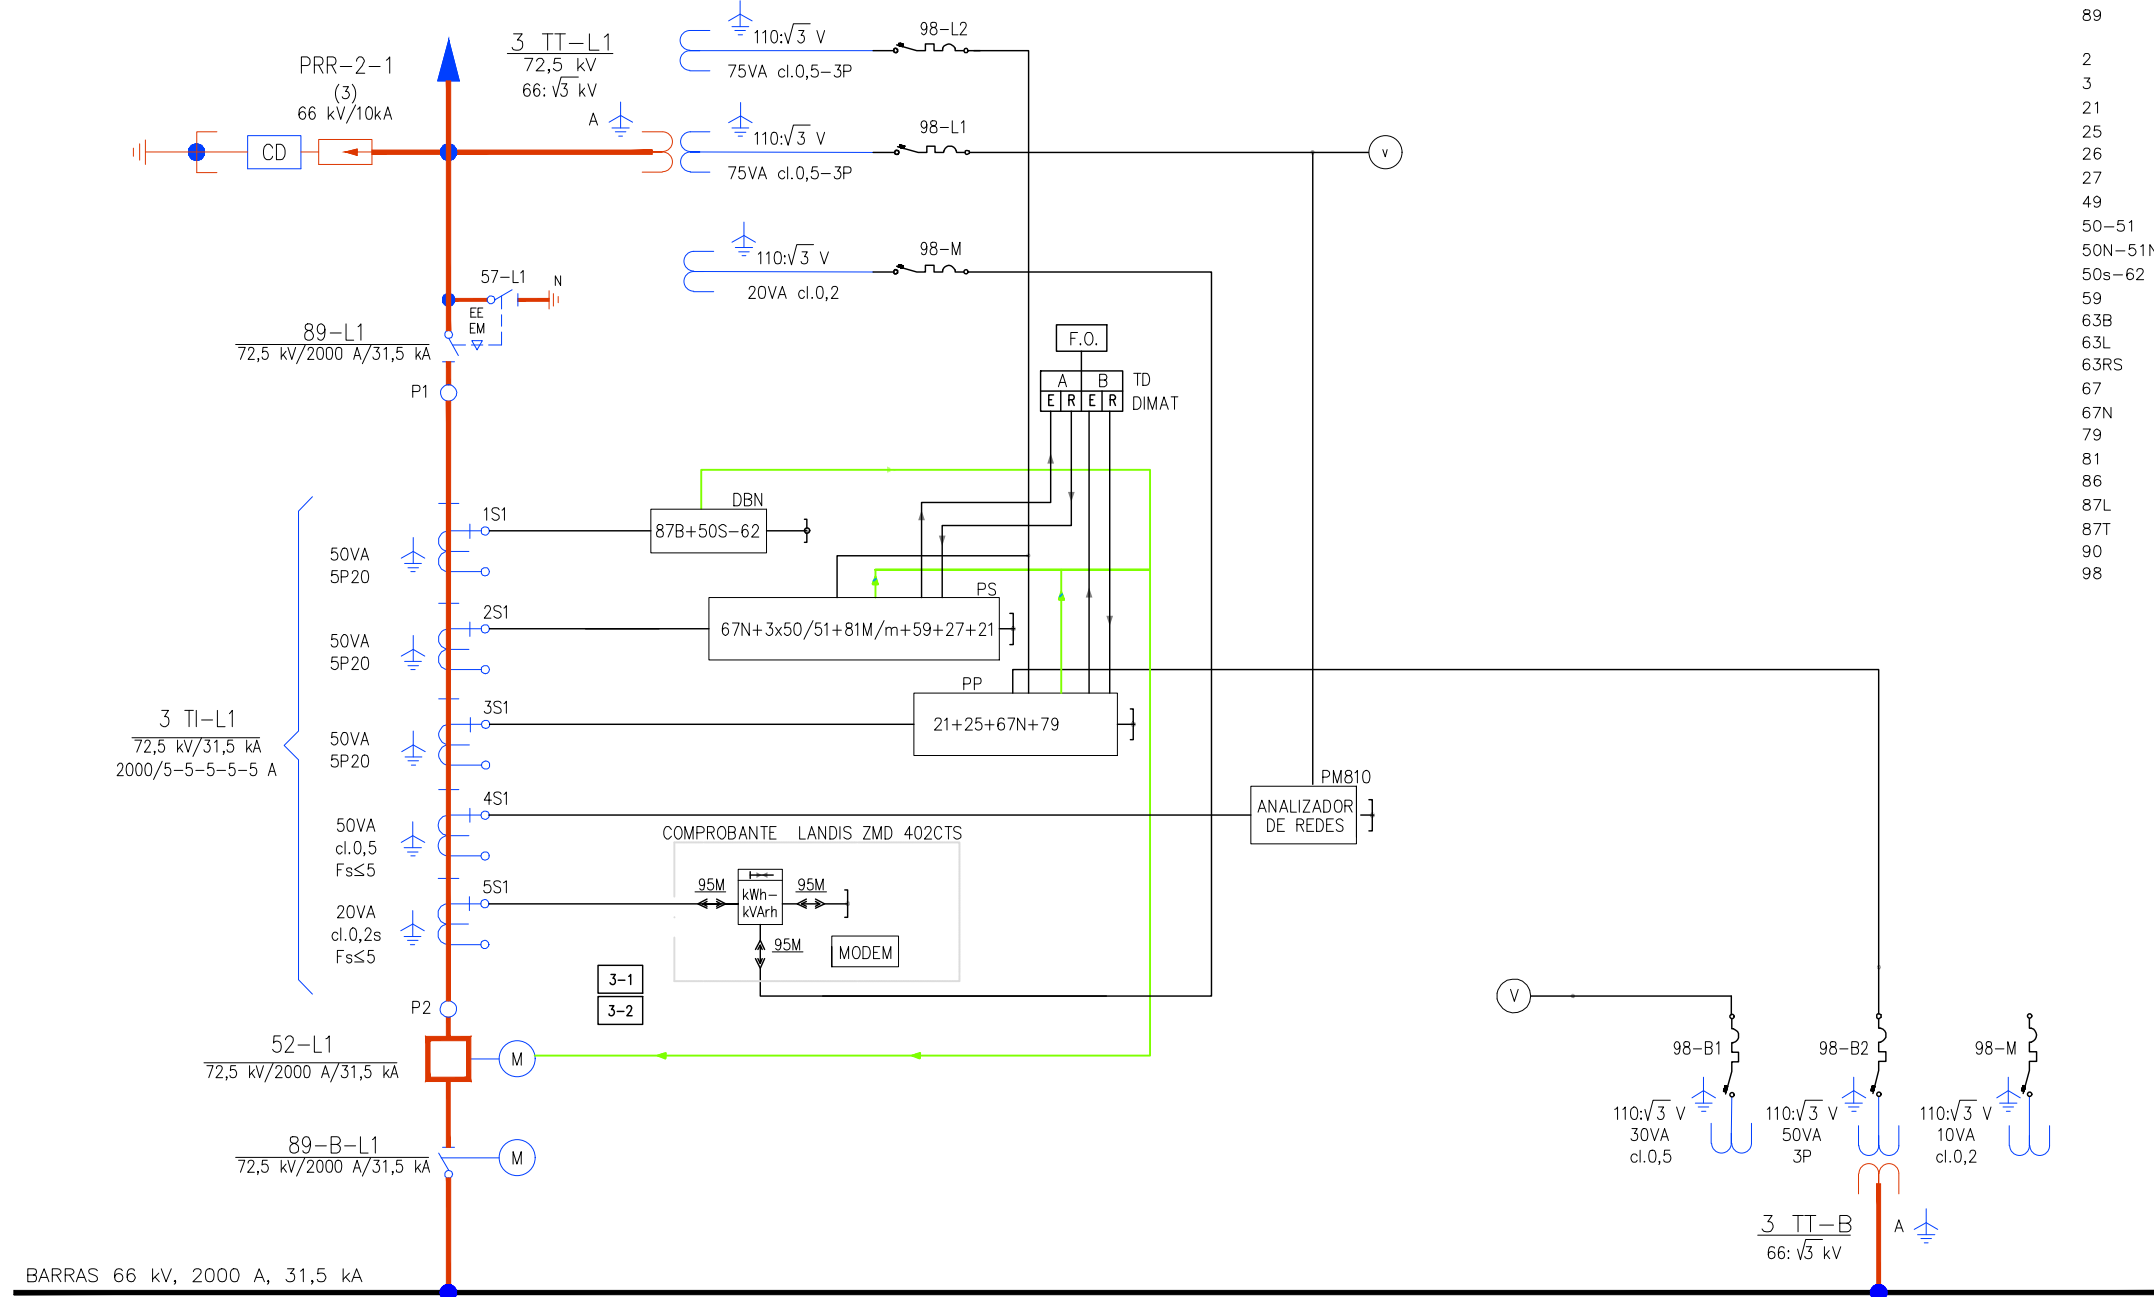 PRR-2-1
(3)
66 kV/10kA
CD
3 TT-L1
72,5 kV
66:√3 kV
A
110:√3 V
75VA cl.0,5-3P
98-L2
110:√3 V
75VA cl.0,5-3P
98-L1
V
110:√3 V
20VA cl.0,2
98-M
57-L1
N
EE
EM
89-L1
72,5 kV/2000 A/31,5 kA
P1
F.O.
A B
E R E R
TD
DIMAT
DBN
87B+50S-62
1S1
50VA
5P20
PS
67N+3x50/51+81M/m+59+27+21
2S1
50VA
5P20
PP
21+25+67N+79
3S1
50VA
5P20
3 TI-L1
72,5 kV/31,5 kA
2000/5-5-5-5-5 A
4S1
50VA
cl.0,5
Fs≤5
PM810
ANALIZADOR
DE REDES
COMPROBANTE LANDIS ZMD 402CTS
5S1
20VA
cl.0,2s
Fs≤5
95M
kWh-
kVArh
95M
95M
MODEM
3-1
3-2
P2
52-L1
72,5 kV/2000 A/31,5 kA
M
89-B-L1
72,5 kV/2000 A/31,5 kA
M
V
98-B1
110:√3 V
30VA
cl.0,5
98-B2
110:√3 V
50VA
3P
98-M
110:√3 V
10VA
cl.0,2
3 TT-B
66:√3 kV
A
BARRAS 66 kV, 2000 A, 31,5 kA
89
2
3
21
25
26
27
49
50-51
50N-51N
50s-62
59
63B
63L
63RS
67
67N
79
81
86
87L
87T
90
98